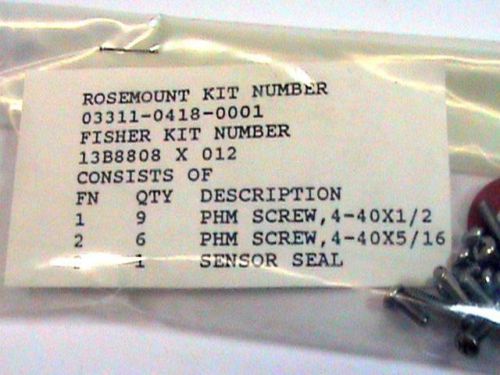 ROSEMOUNT KIT NUMBER
03311-0418-0001
FISHER KIT NUMBER
13B8808 X 012
CONSISTS OF
FN QTY DESCRIPTION
1 9 PHM SCREW,4-40X1/2
2 6 PHM SCREW,4-40X5/16
3 1 SENSOR SEAL